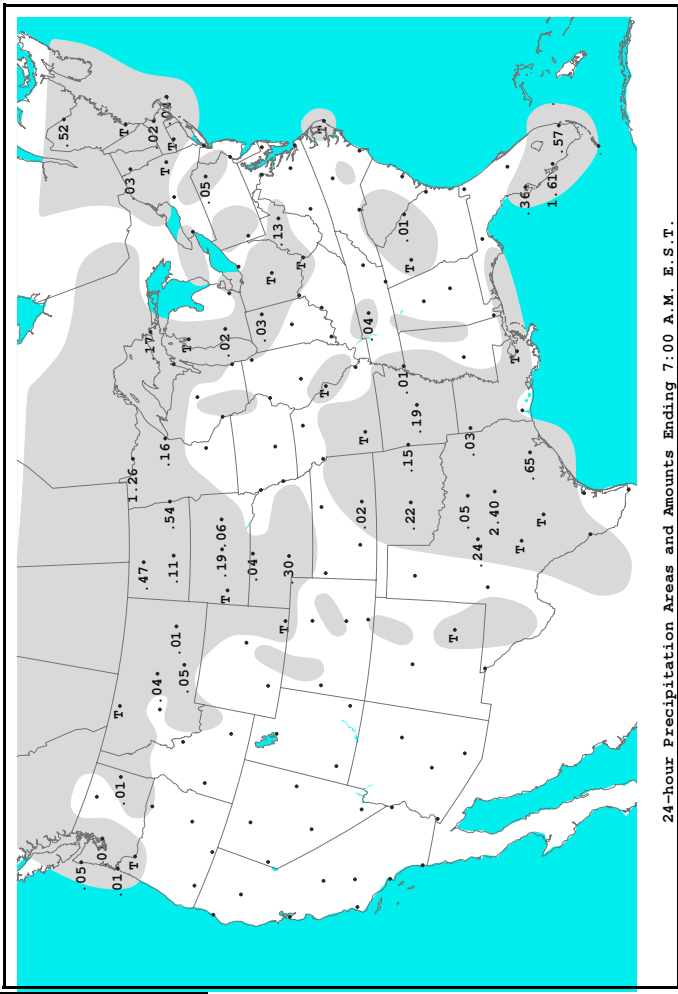 .52
.05
.01 T .01 T
1.26 .03
T .47 .17 .02
.04 .16 T
.54 .11 T
.01 .05 T
.05
.19 .06 .02
T
.04 .03
T .13
T .30 T
T T
.02 T .04
.01 .01
.22 .15 T
.19
T .05 .03
.24 2.40
T T .36
T .65
1.61 .57
24-hour Precipitation Areas and Amounts Ending 7:00 A.M. E.S.T.